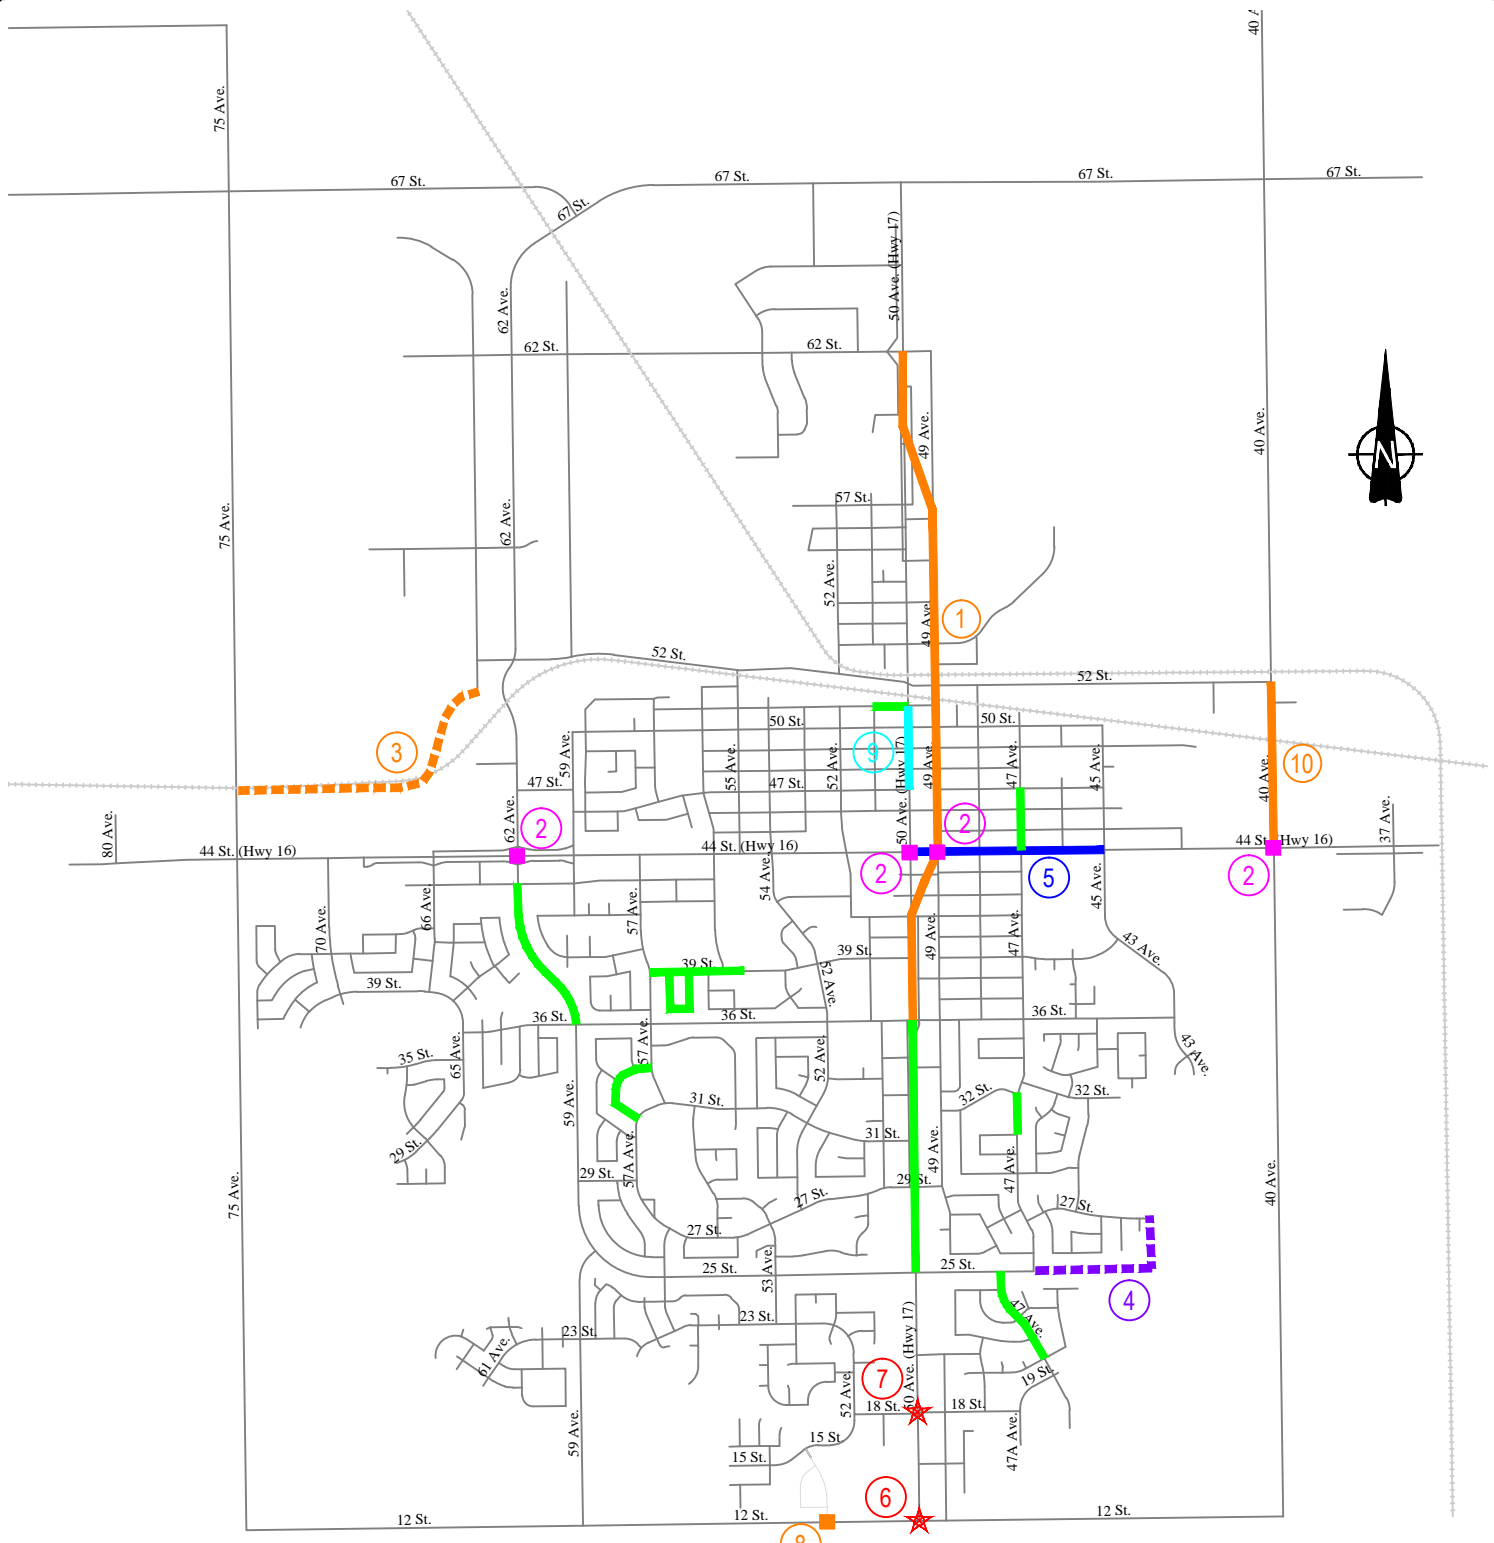 40 A
75 Ave.
67 St.
67 St.
67 St.
67 St.
67 St.
50 Ave. (Hwy 17)
62 Ave.
62 St.
62 St.
49 Ave.
40 Ave.
N
75 Ave.
62 Ave.
57 St.
52 Ave.
49 Ave.
1
52 St.
52 St.
50 St.
50 St.
3
59 Ave.
55 Ave.
52 Ave.
9
50 Ave. (Hwy 17)
49 Ave.
47 Ave.
45 Ave.
40 Ave.
10
47 St.
47 St.
80 Ave.
62 Ave.
2
2
37 Ave.
44 St. (Hwy 16)
44 St. (Hwy 16)
44 St. (Hwy 16)
2
5
2
66 Ave.
54 Ave.
45 Ave.
70 Ave.
57 Ave.
49 Ave.
47 Ave.
43 Ave.
39 St.
39 St.
39 St.
52 Ave.
36 St.
36 St.
36 St.
35 St.
65 Ave.
57 Ave.
52 Ave.
43 Ave.
59 Ave.
31 St.
32 St.
32 St.
31 St.
29 St.
49 Ave.
29 St.
57A Ave.
29 St.
47 Ave.
75 Ave.
27 St.
27 St.
27 St.
40 Ave.
25 St.
53 Ave.
25 St.
4
23 St.
23 St.
61 Ave.
50 Ave. (Hwy 17)
47 Ave.
7
19 St.
52 Ave.
18 St.
18 St.
59 Ave.
15 St.
15 St
47A Ave.
6
12 St.
12 St.
12 St.
8